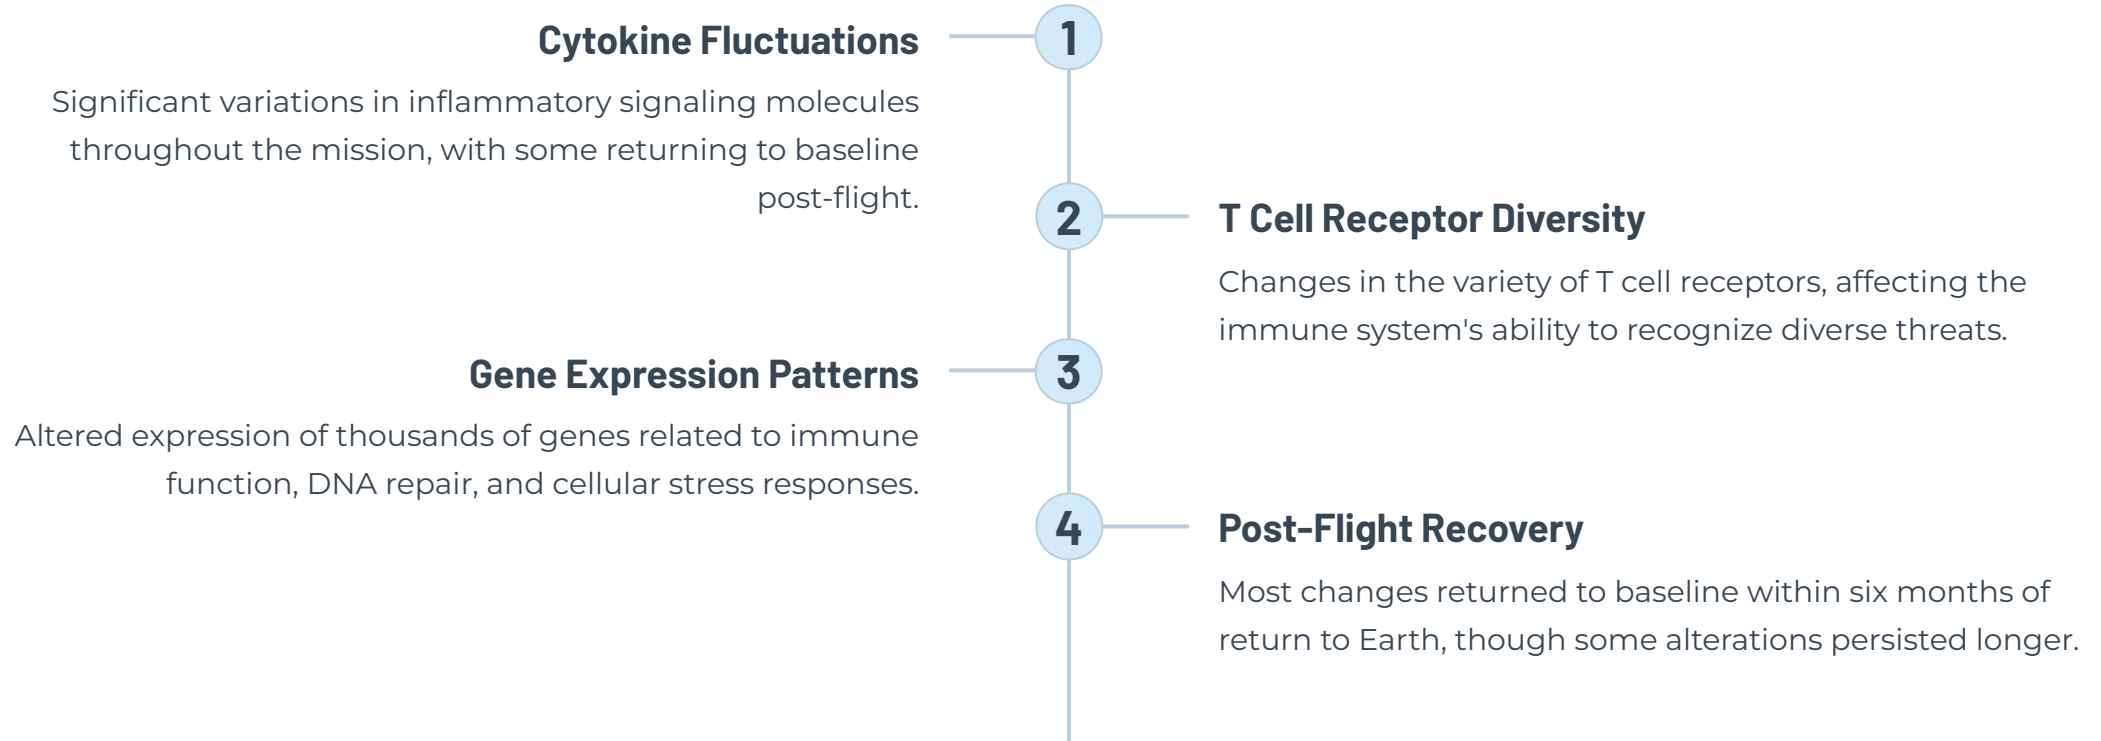 1
Cytokine Fluctuations
Significant variations in inflammatory signaling molecules
throughout the mission, with some returning to baseline
post-flight.
2
T Cell Receptor Diversity
Changes in the variety of T cell receptors, affecting the
immune system's ability to recognize diverse threats.
3
Gene Expression Patterns
Altered expression of thousands of genes related to immune
function, DNA repair, and cellular stress responses.
4
Post-Flight Recovery
Most changes returned to baseline within six months of
return to Earth, though some alterations persisted longer.